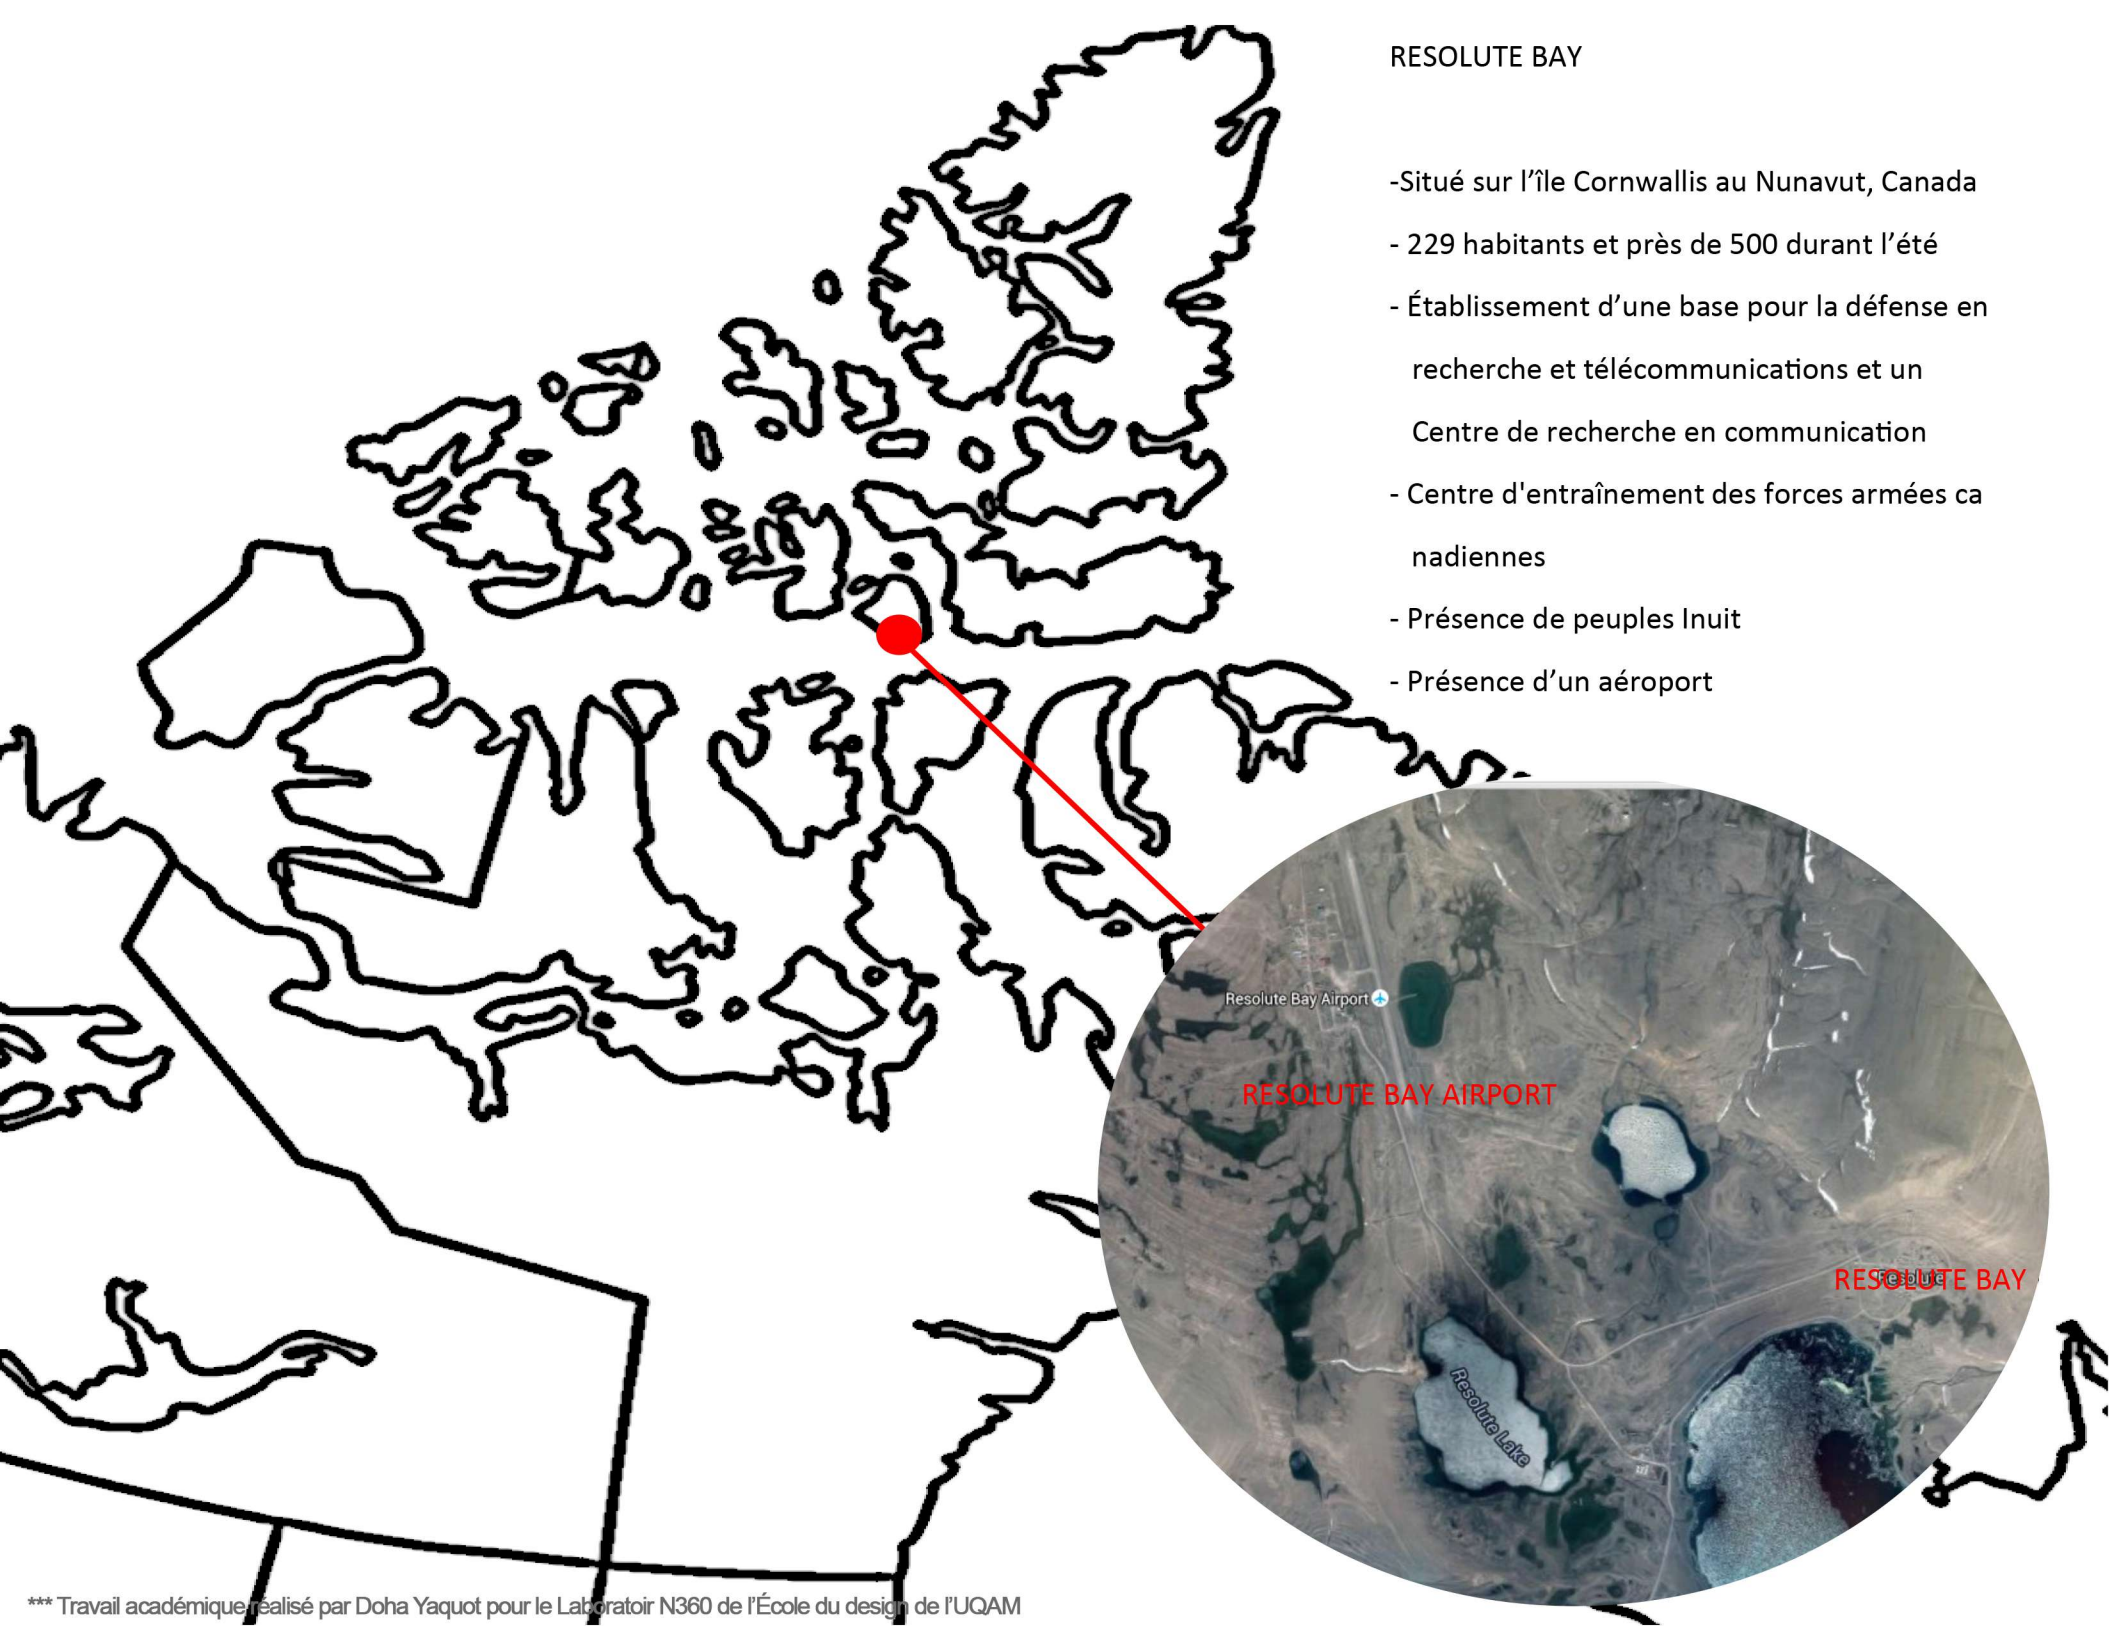 RESOLUTE BAY
-Situé sur l’île Cornwallis au Nunavut, Canada
- 229 habitants et près de 500 durant l’été
- Établissement d’une base pour la défense en
recherche et télécommunications et un
Centre de recherche en communication
- Centre d'entraînement des forces armées ca
nadiennes
- Présence de peuples Inuit
- Présence d’un aéroport
Resolute Bay Airport
RESOLUTE BAY AIRPORT
Resolute
RESOLUTE BAY
Resolute Lake
*** Travail académique réalisé par Doha Yaquot pour le Laboratoir N360 de l’École du design de l’UQAM